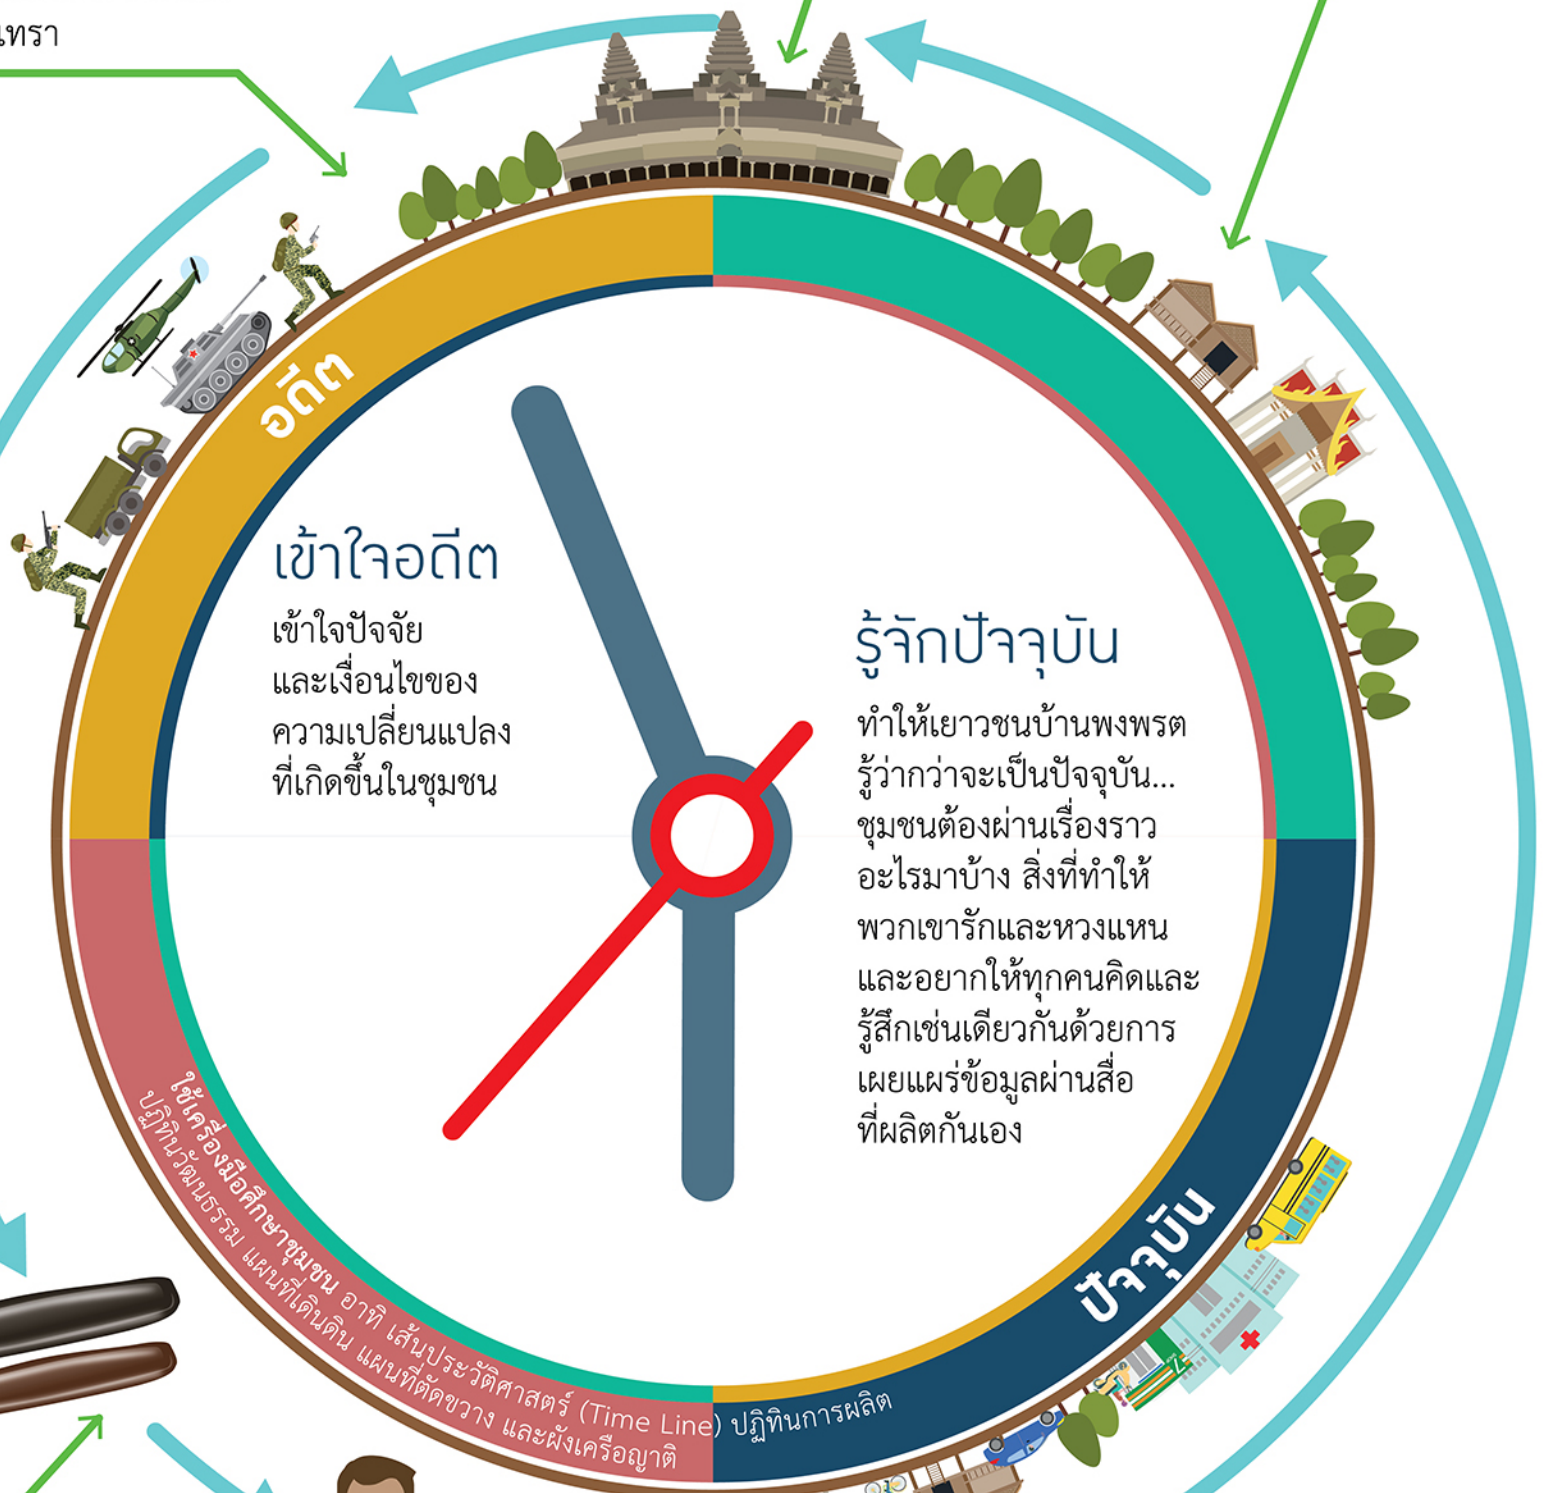 อดีต
เข้าใจอดีต
เข้าใจปัจจัย
และเงื่อนไขของ
ความเปลี่ยนแปลง
ที่เกิดขึ้นในชุมชน
รู้จักปัจจุบัน
ทำให้เยาวชนบ้านพงพรต
รู้ว่ากว่าจะเป็นปัจจุบัน...
ชุมชนต้องผ่านเรื่องราว
อะไรมาบ้าง สิ่งที่ทำให้
พวกเขารักและหวงแหน
และอยากให้ทุกคนคิดและ
รู้สึกเช่นเดียวกันด้วยการ
เผยแผร่ข้อมูลผ่านสื่อ
ที่ผลิตกันเอง
ปัจจุบัน
ใช้เครื่องมือศึกษาชุมชน อาทิ เส้นประวัติศาสตร์ (Time Line) ปฏิทินการผลิต
ปฏิทินวัฒนธรรม แผนที่เดินดิน แผนที่ตัดขวาง และผังเครือญาติ